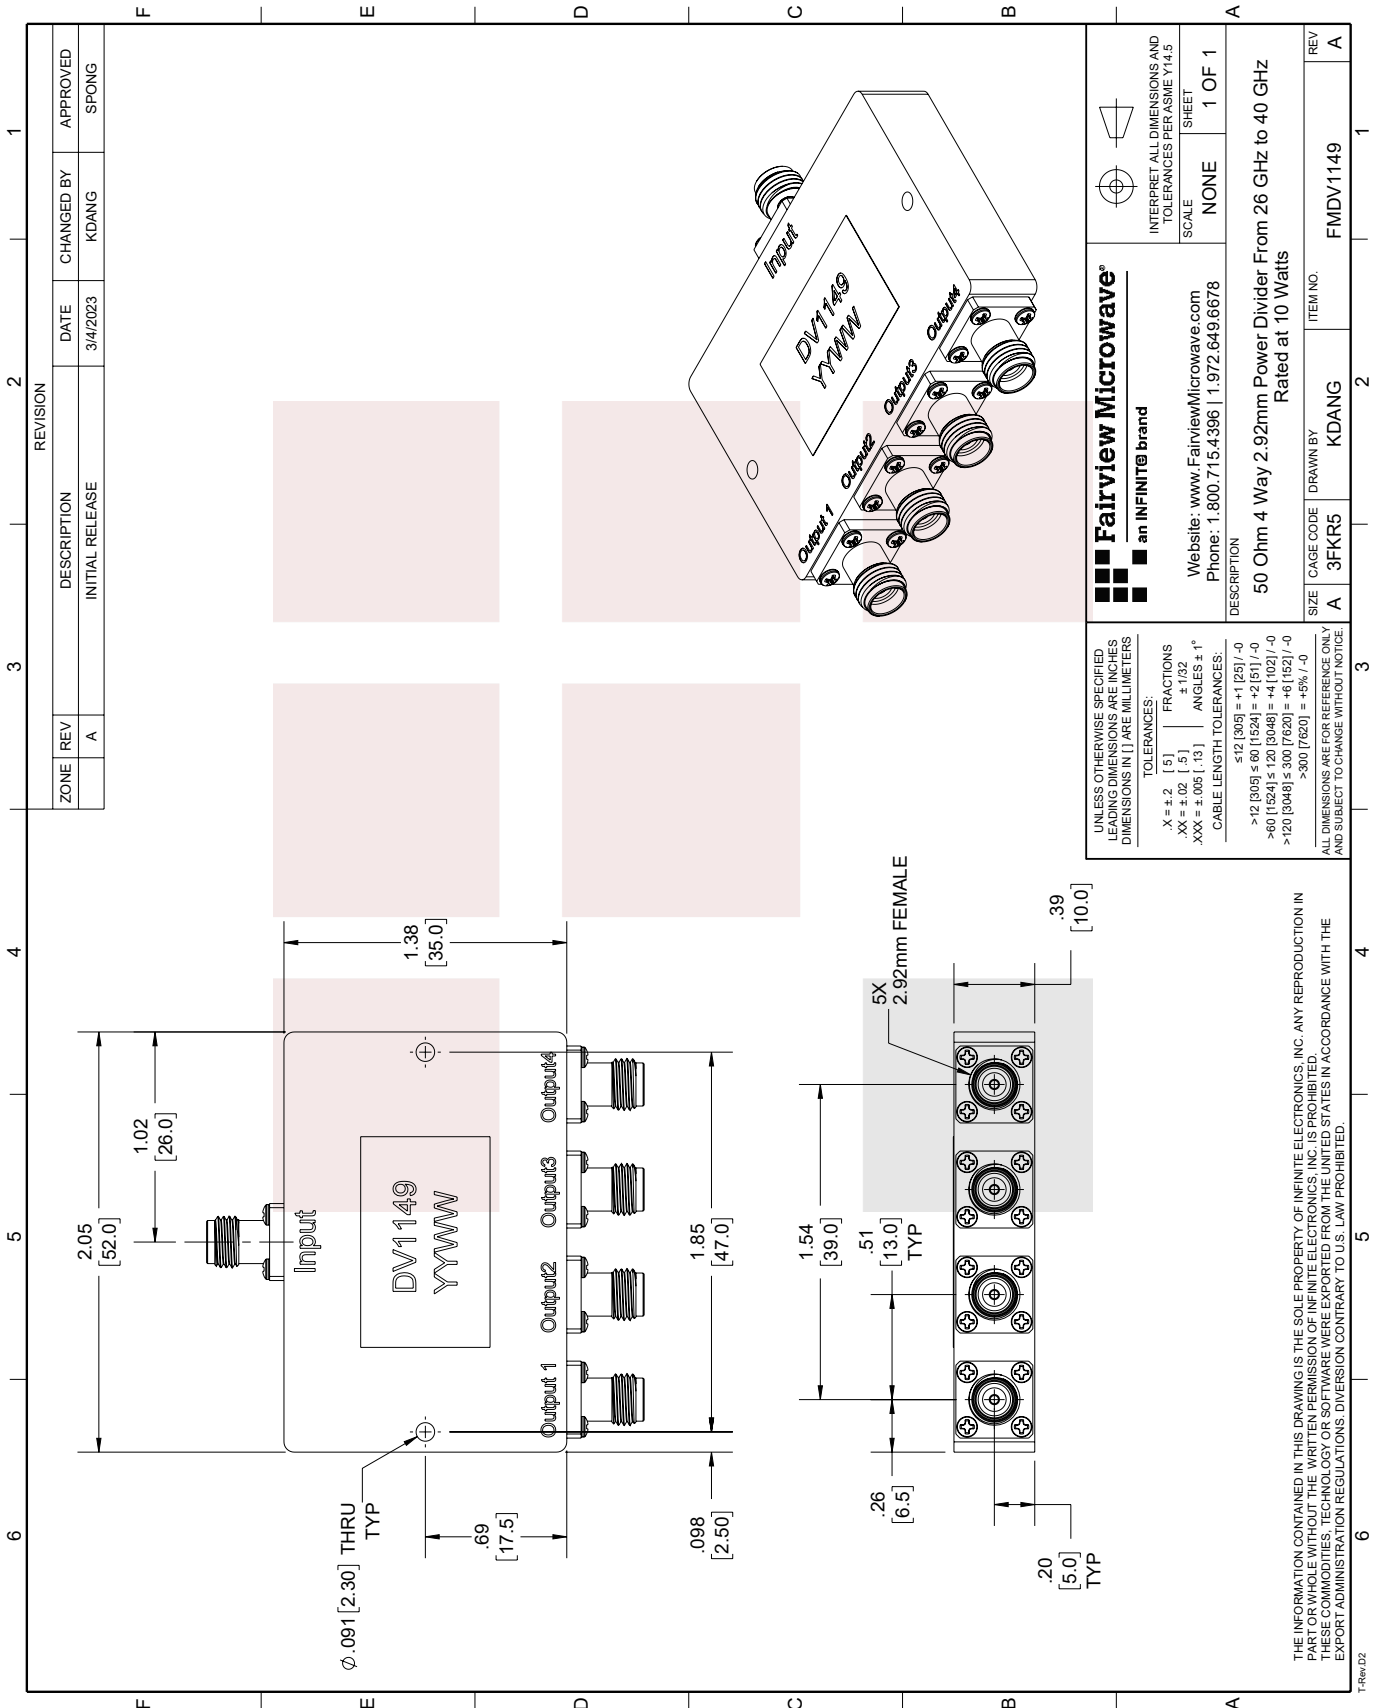 REVISION
ZONE REV DESCRIPTION DATE CHANGED BY APPROVED
A INITIAL RELEASE 3/4/2023 KDANG SPONG
6 5 4 3 2 1
F
E
D
C
B
A
2.05
[52.0]
1.02
[26.0]
Ø.091 [2.30] THRU
TYP
.69
[17.5]
1.38
[35.0]
Input
DV1149
YYWW
Output 1 Output2 Output3 Output4
.098
[2.50]
1.85
[47.0]
1.54
[39.0]
.51
[13.0]
TYP
.26
[6.5]
5X
2.92mm FEMALE
.20
[5.0]
TYP
.39
[10.0]
Input
DV1149
YYWW
Output 1
Output2
Output3
Output4
UNLESS OTHERWISE SPECIFIED
LEADING DIMENSIONS ARE INCHES
DIMENSIONS IN [ ] ARE MILLIMETERS
TOLERANCES:
.X = ±.2 [ 5 ] FRACTIONS
.XX = ±.02 [ .5 ] ± 1/32
.XXX = ±.005 [ .13 ] ANGLES ± 1°
CABLE LENGTH TOLERANCES:
≤12 [305] = +1 [25] / -0
>12 [305] ≤ 60 [1524] = +2 [51] / -0
>60 [1524] ≤ 120 [3048] = +4 [102] / -0
>120 [3048] ≤ 300 [7620] = +6 [152] / -0
>300 [7620] = +5% / -0
ALL DIMENSIONS ARE FOR REFERENCE ONLY
AND SUBJECT TO CHANGE WITHOUT NOTICE.
Fairview Microwave®
an INFINITE brand
Website: www.FairviewMicrowave.com
Phone: 1.800.715.4396 | 1.972.649.6678
INTERPRET ALL DIMENSIONS AND
TOLERANCES PER ASME Y14.5
SCALE NONE
SHEET 1 OF 1
DESCRIPTION
50 Ohm 4 Way 2.92mm Power Divider From 26 GHz to 40 GHz
Rated at 10 Watts
SIZE A
CAGE CODE 3FKR5
DRAWN BY KDANG
ITEM NO. FMDV1149
REV A
THE INFORMATION CONTAINED IN THIS DRAWING IS THE SOLE PROPERTY OF INFINITE ELECTRONICS, INC. ANY REPRODUCTION IN
PART OR WHOLE WITHOUT THE WRITTEN PERMISSION OF INFINITE ELECTRONICS, INC. IS PROHIBITED.
THESE COMMODITIES, TECHNOLOGY OR SOFTWARE WERE EXPORTED FROM THE UNITED STATES IN ACCORDANCE WITH THE
EXPORT ADMINISTRATION REGULATIONS. DIVERSION CONTRARY TO U.S. LAW PROHIBITED.
6 5 4 3 2 1
F
E
D
C
B
A
T-Rev.D2